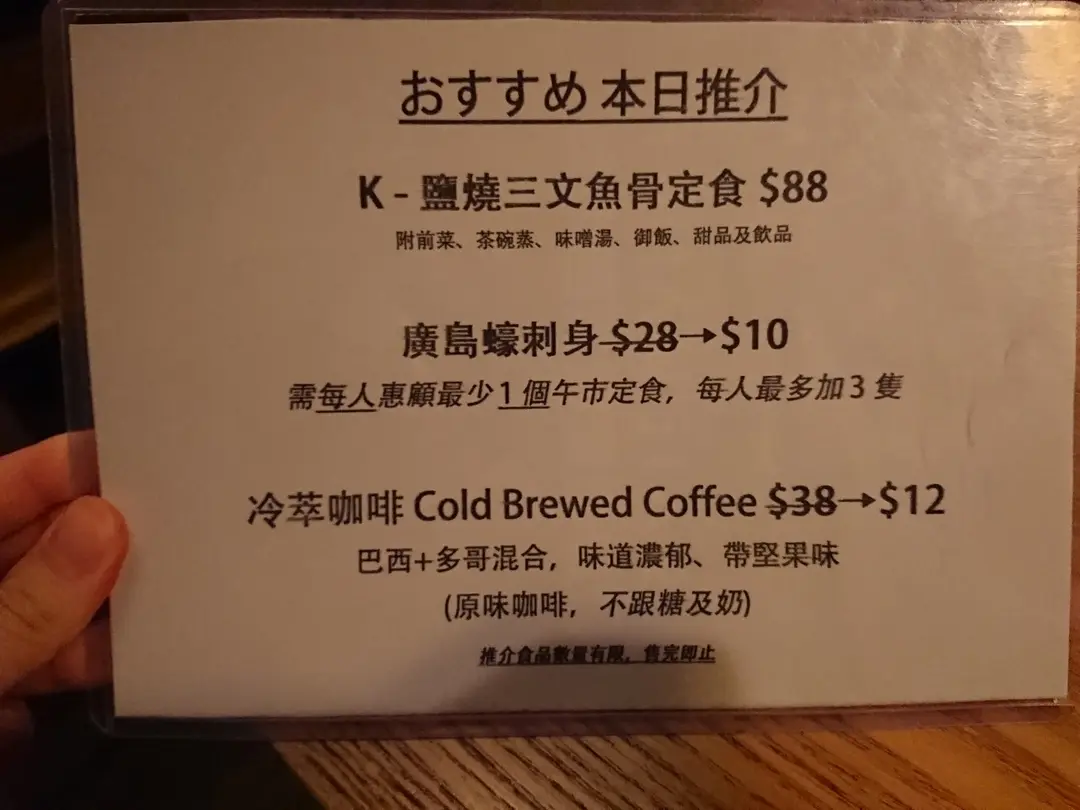 おすすめ 本日推介
K - 鹽燒三文魚骨定食 $88
附前菜、茶碗蒸、味噌湯、御飯、甜品及飲品
廣島蠔刺身 $28→$10
需每人惠顧最少 1 個午市定食，每人最多加 3 隻
冷萃咖啡 Cold Brewed Coffee $38→$12
巴西+多哥混合，味道濃郁、帶堅果味
(原味咖啡，不跟糖及奶)
推介食品數量有限，售完即止